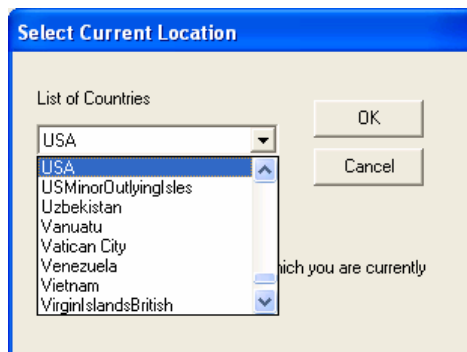 Select Current Location
List of Countries
USA
OK
Cancel
USA
USMinorOutlyingIsles
Uzbekistan
Vanuatu
Vatican City
Venezuela
Vietnam
VirginIslandsBritish
you are currently